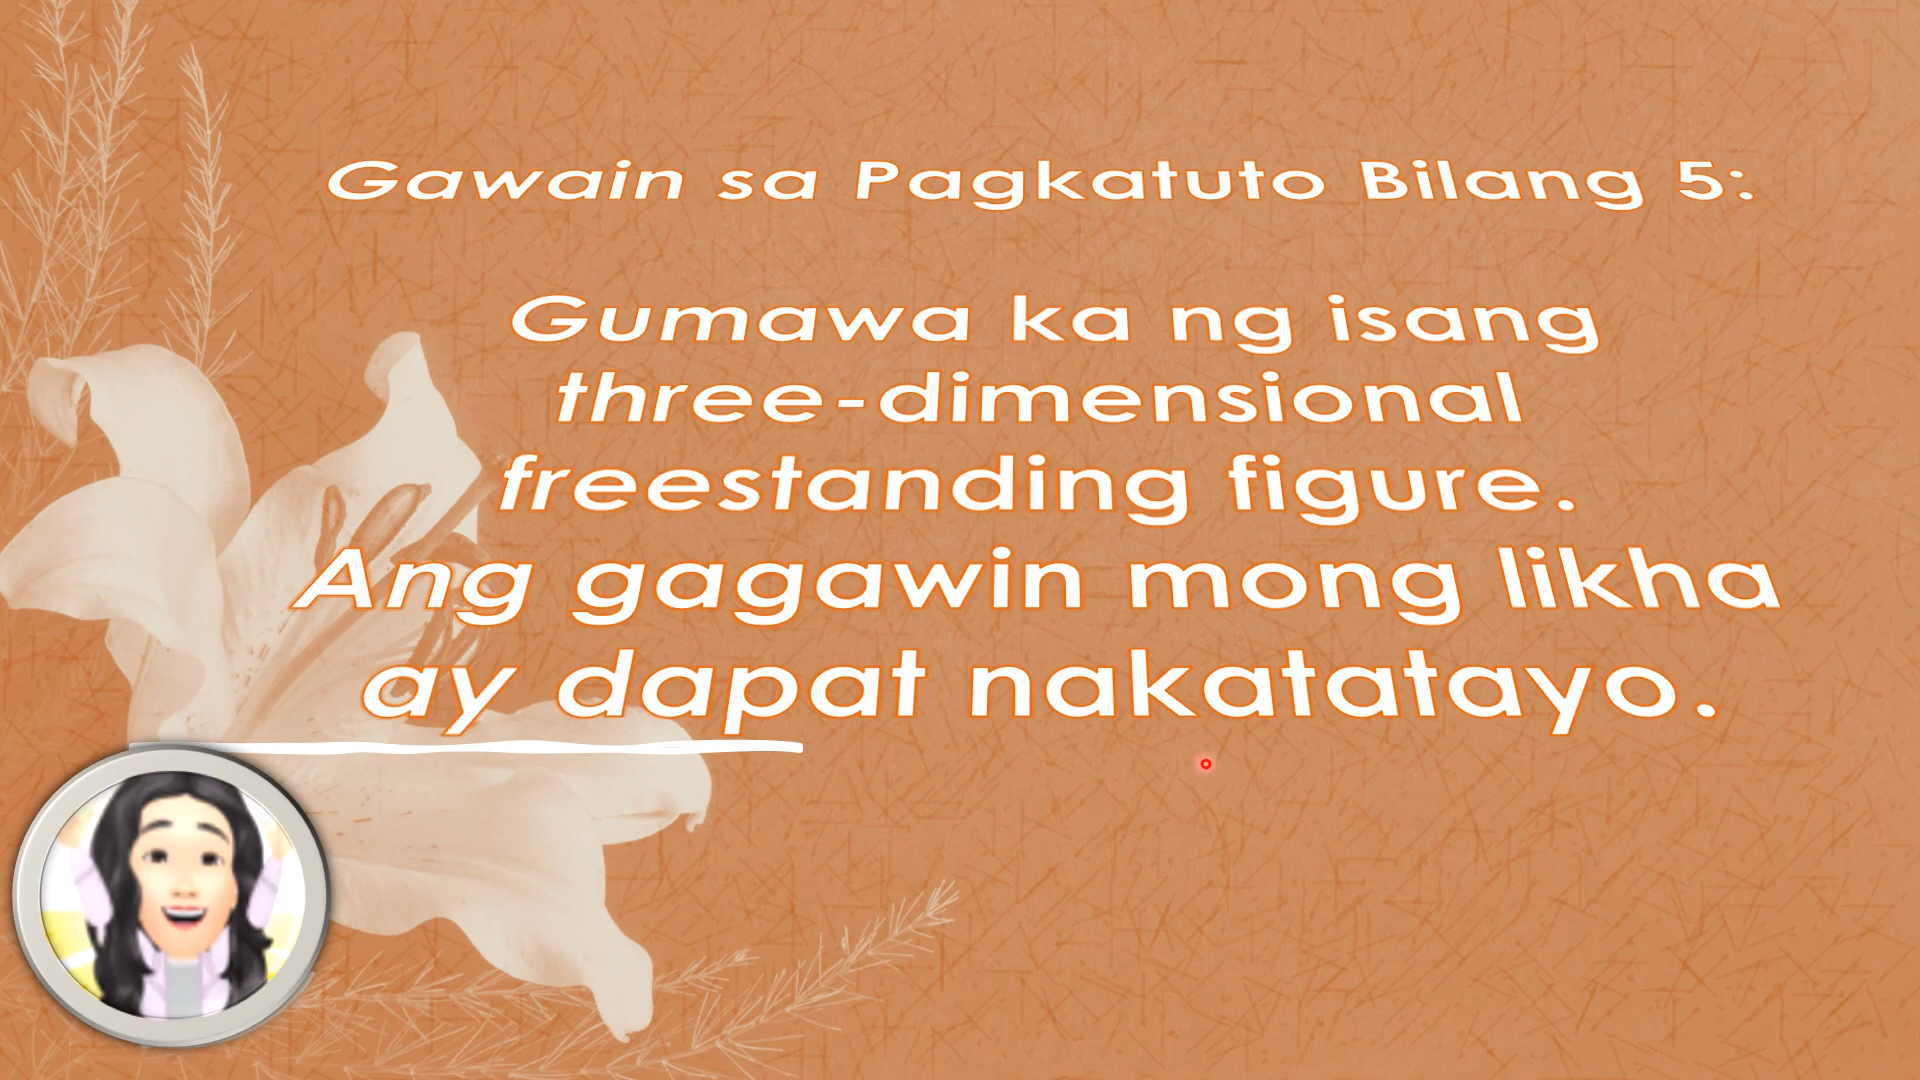 Gawain sa Pagkatuto Bilang 5:
Gumawa ka ng isang
three-dimensional
freestanding figure.
Ang gagawin mong likha
ay dapat nakatatayo.